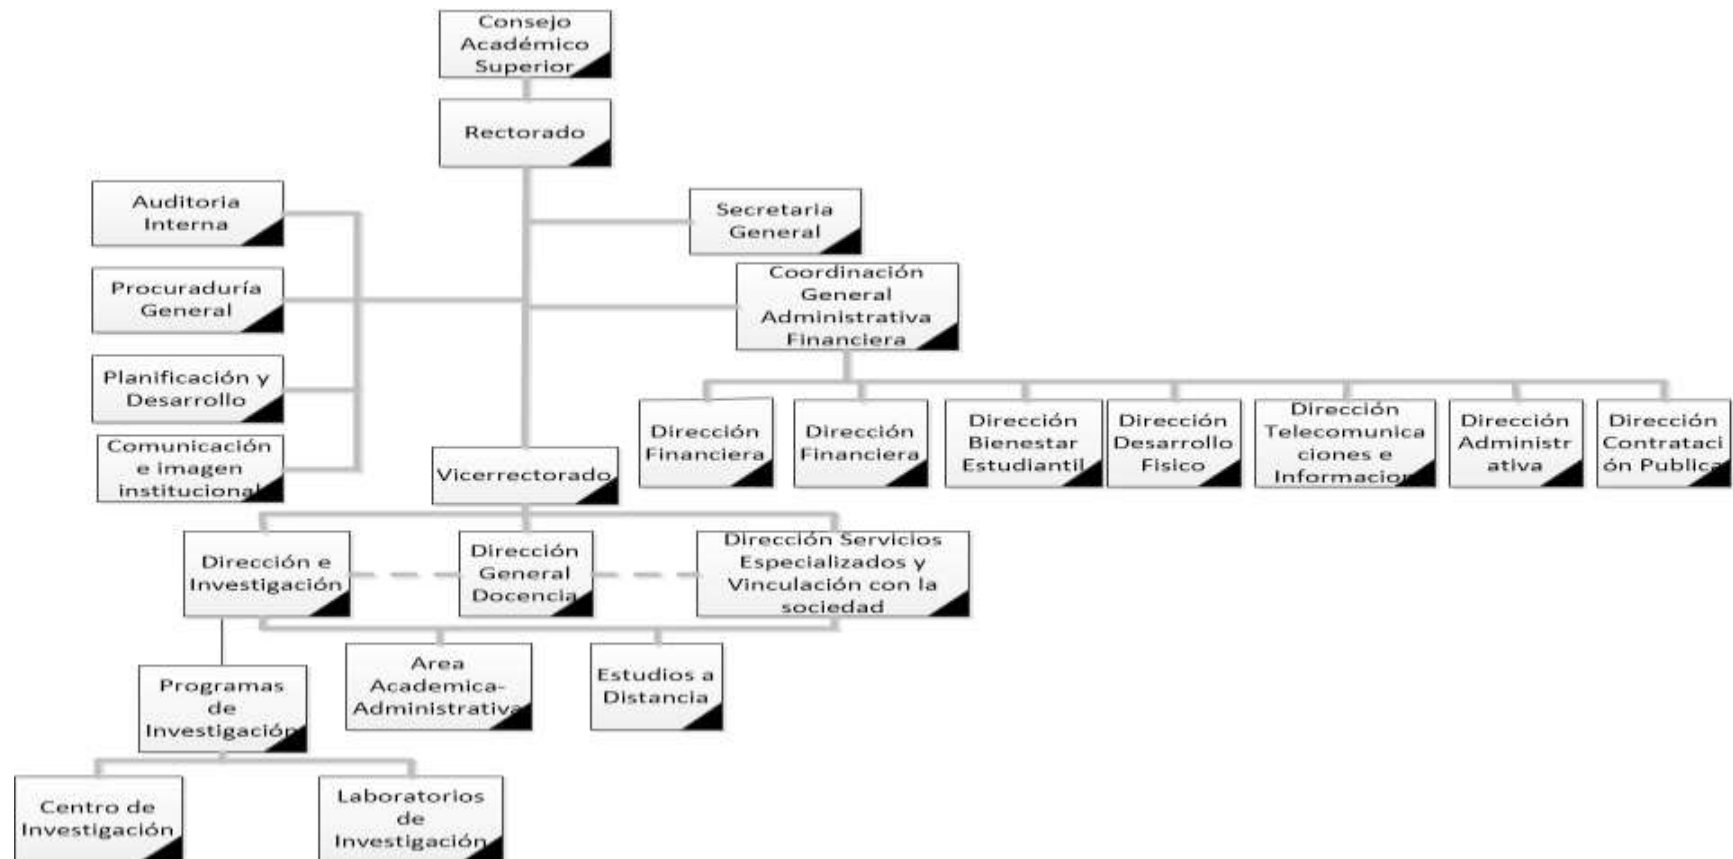 Consejo
Académico
Superior
Rectorado
Auditoria
Interna
Secretaria
General
Procuraduría
General
Coordinación
General
Administrativa
Financiera
Planificación y
Desarrollo
Comunicación
e imagen
institucional
Vicerrectorado
Dirección
Financiera
Dirección
Financiera
Dirección
Bienestar
Estudiantil
Dirección
Desarrollo
Fisico
Dirección
Telecomunica
ciones e
Informacion
Dirección
Administr
ativa
Dirección
Contrataci
ón Publica
Dirección e
Investigación
Dirección
General
Docencia
Dirección Servicios
Especializados y
Vinculación con la
sociedad
Programas
de
Investigación
Area
Academica-
Administrativa
Estudios a
Distancia
Centro de
Investigación
Laboratorios
de
Investigación